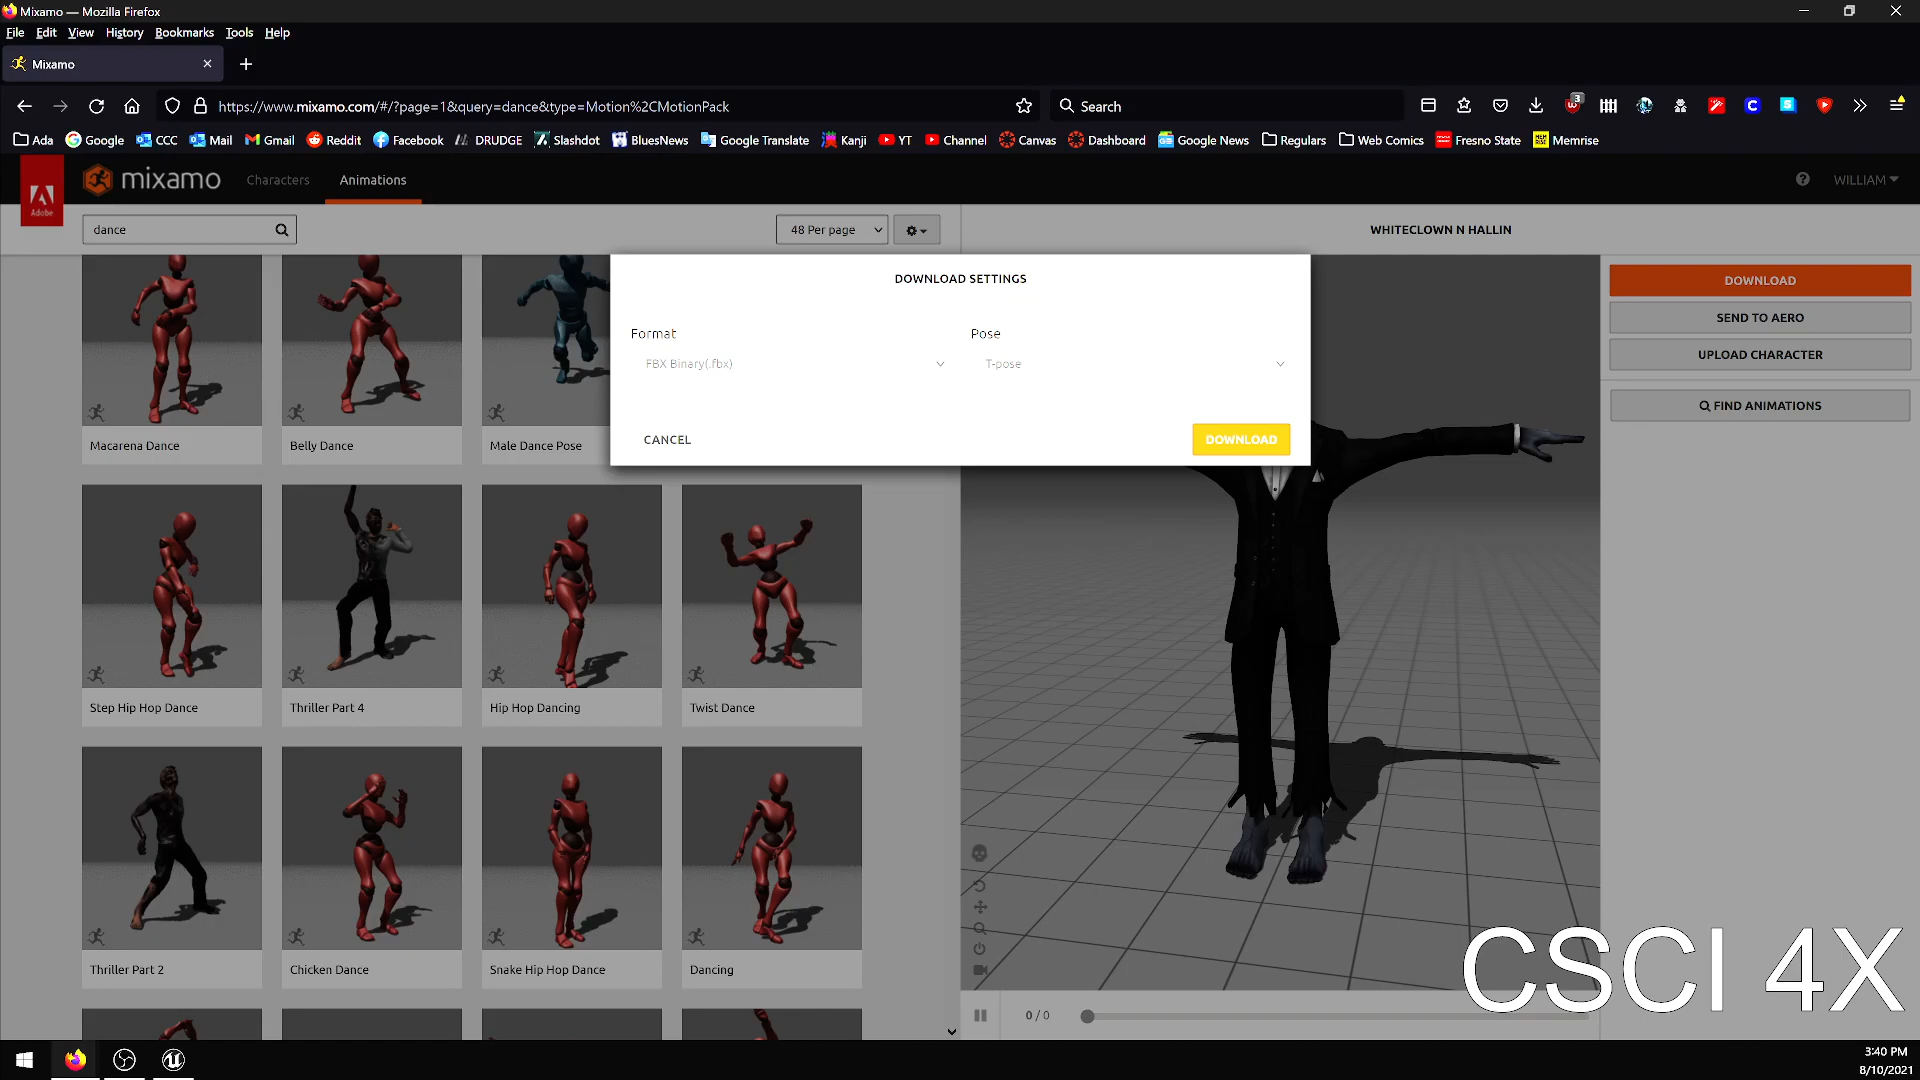 Mixamo — Mozilla Firefox
File Edit View History Bookmarks Tools Help
Mixamo
https://www.mixamo.com/#/?page=1&query=dance&type=Motion%2CMotionPack
Search
3
Ada Google CCC Mail Gmail Reddit Facebook DRUDGE Slashdot BluesNews Google Translate Kanji YT Channel Canvas Dashboard Google News Regulars Web Comics Fresno State Memrise
Adobe
mixamo Characters Animations WILLIAM
dance
48 Per page
WHITECLOWN N HALLIN
DOWNLOAD SETTINGS
Format Pose
FBX Binary(.fbx) T-pose
CANCEL DOWNLOAD
DOWNLOAD
SEND TO AERO
UPLOAD CHARACTER
FIND ANIMATIONS
Macarena Dance Belly Dance Male Dance Pose
Step Hip Hop Dance Thriller Part 4 Hip Hop Dancing Twist Dance
Thriller Part 2 Chicken Dance Snake Hip Hop Dance Dancing
0 / 0
CSCI 4X
3:40 PM
8/10/2021